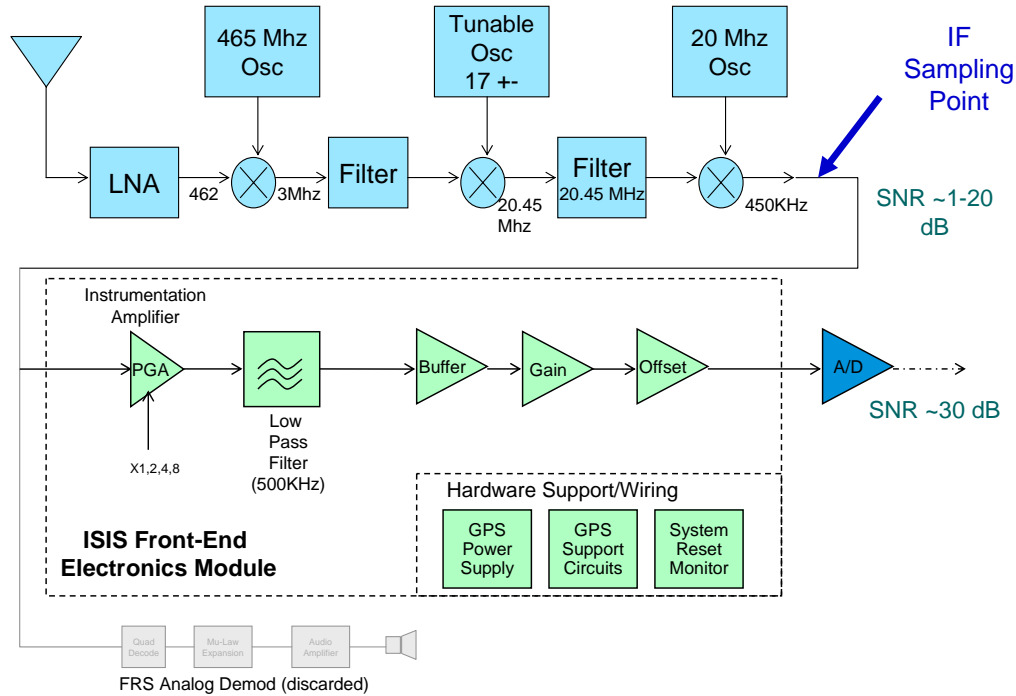 465 Mhz
Osc
Tunable
Osc
17 +-
20 Mhz
Osc
IF
Sampling
Point
LNA
462
3Mhz
Filter
20.45
Mhz
Filter
20.45 MHz
450KHz
SNR ~1-20
dB
Instrumentation
Amplifier
PGA
X1,2,4,8
Low
Pass
Filter
(500KHz)
Buffer
Gain
Offset
A/D
SNR ~30 dB
Hardware Support/Wiring
GPS
Power
Supply
GPS
Support
Circuits
System
Reset
Monitor
ISIS Front-End
Electronics Module
Quad
Decode
Mu-Law
Expansion
Audio
Amplifier
FRS Analog Demod (discarded)